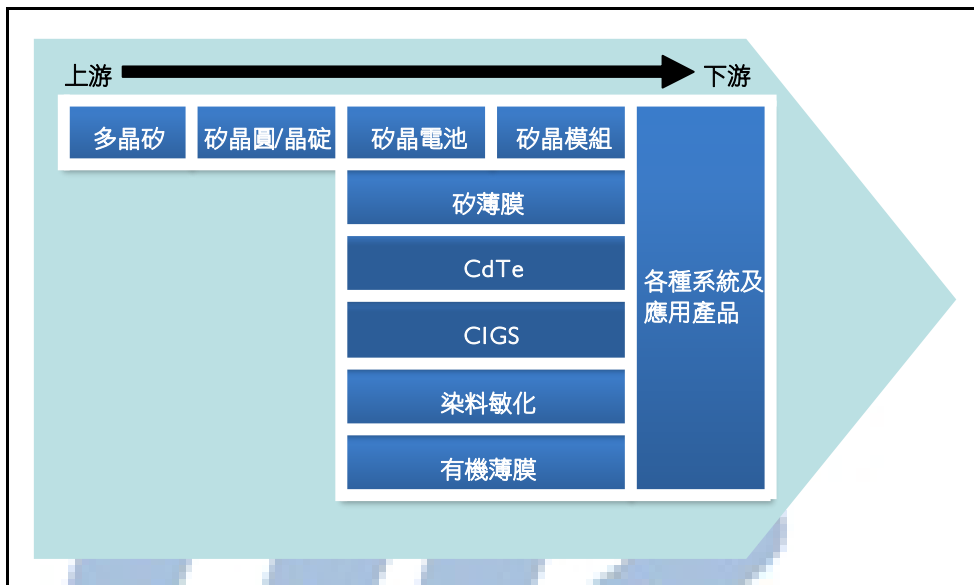 上游
下游
多晶矽
矽晶圓/晶碇
矽晶電池
矽晶模組
矽薄膜
CdTe
CIGS
染料敏化
有機薄膜
各種系統及
應用產品